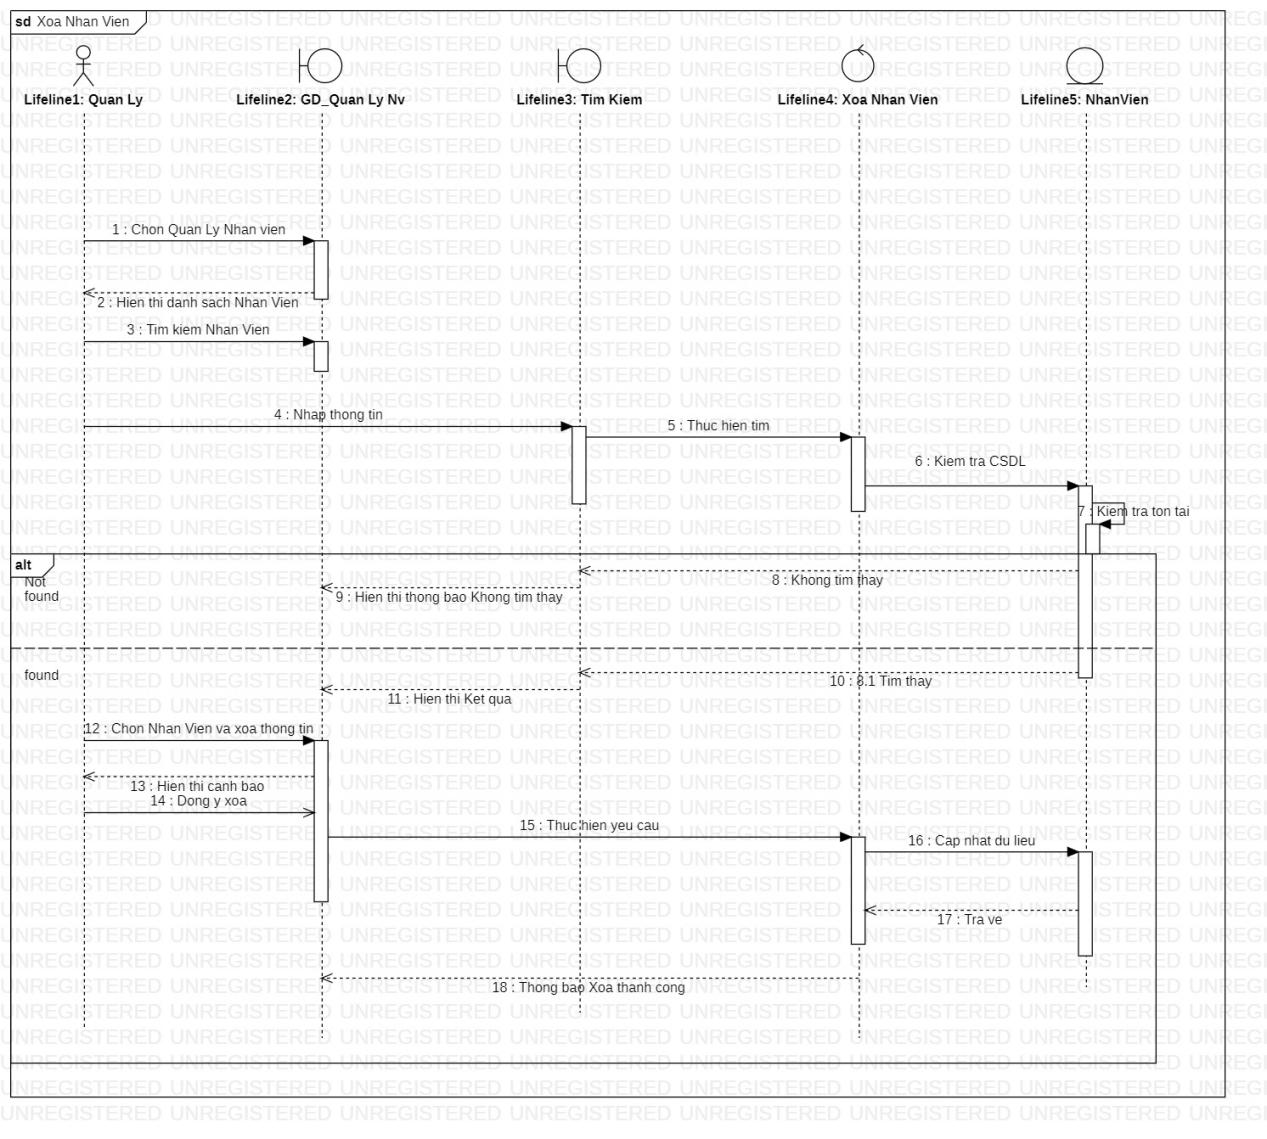 sd Xoa Nhan Vien
Lifeline1: Quan Ly
Lifeline2: GD_Quan Ly Nv
Lifeline3: Tim Kiem
Lifeline4: Xoa Nhan Vien
Lifeline5: NhanVien
1 : Chon Quan Ly Nhan vien
2 : Hien thi danh sach Nhan Vien
3 : Tim kiem Nhan Vien
4 : Nhap thong tin
5 : Thuc hien tim
6 : Kiem tra CSDL
7 : Kiem tra ton tai
alt
Not
found
8 : Khong tim thay
9 : Hien thi thong bao Khong tim thay
found
10 : 8.1 Tim thay
11 : Hien thi Ket qua
12 : Chon Nhan Vien va xoa thong tin
13 : Hien thi canh bao
14 : Dong y xoa
15 : Thuc hien yeu cau
16 : Cap nhat du lieu
17 : Tra ve
18 : Thong bao Xoa thanh cong
UNREGISTERED